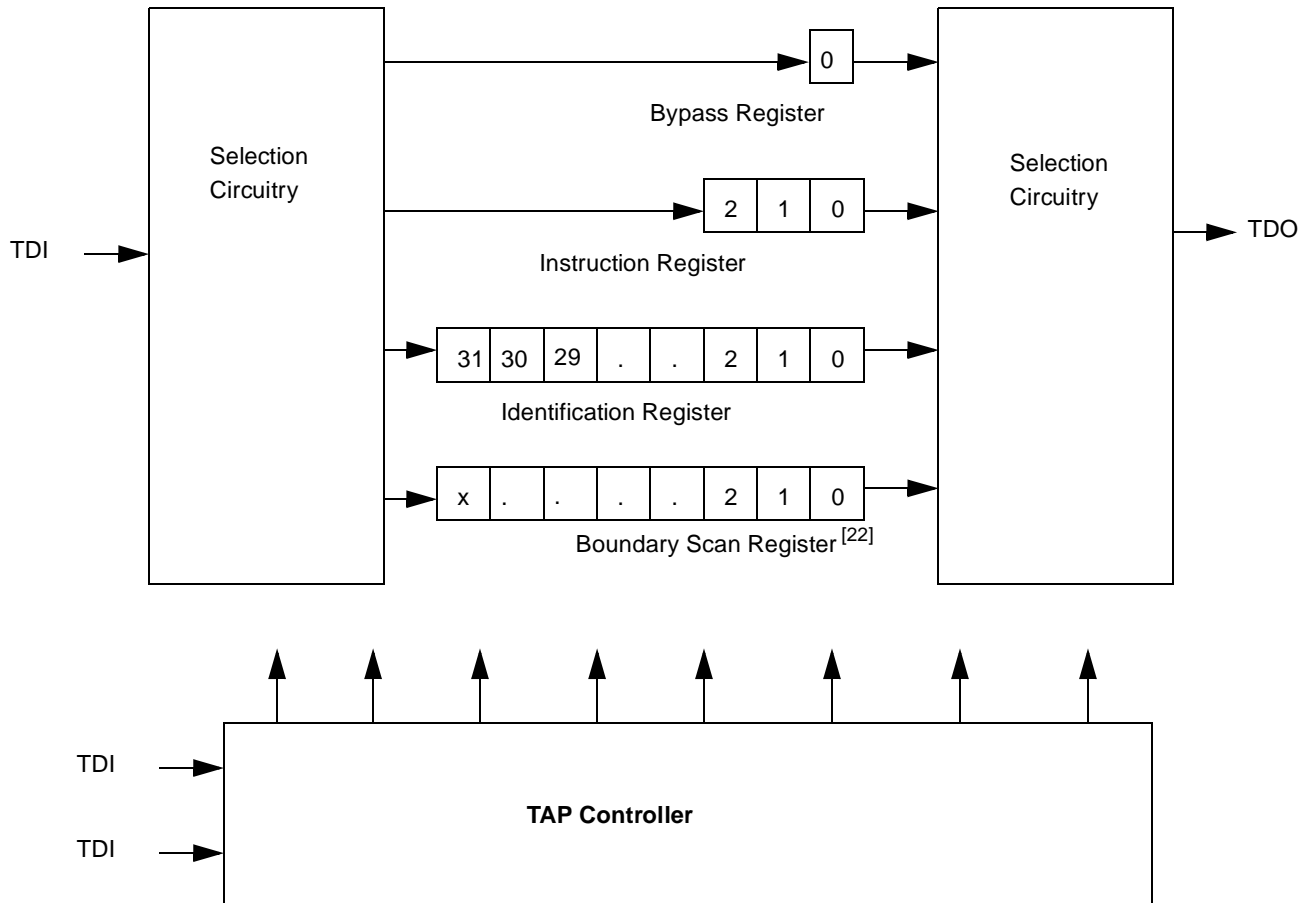 0
Bypass Register
Selection
Circuitry
Selection
Circuitry
2 1 0
TDI
TDO
Instruction Register
31 30 29 . . 2 1 0
Identification Register
x . . . . 2 1 0
Boundary Scan Register [22]
TDI
TAP Controller
TDI